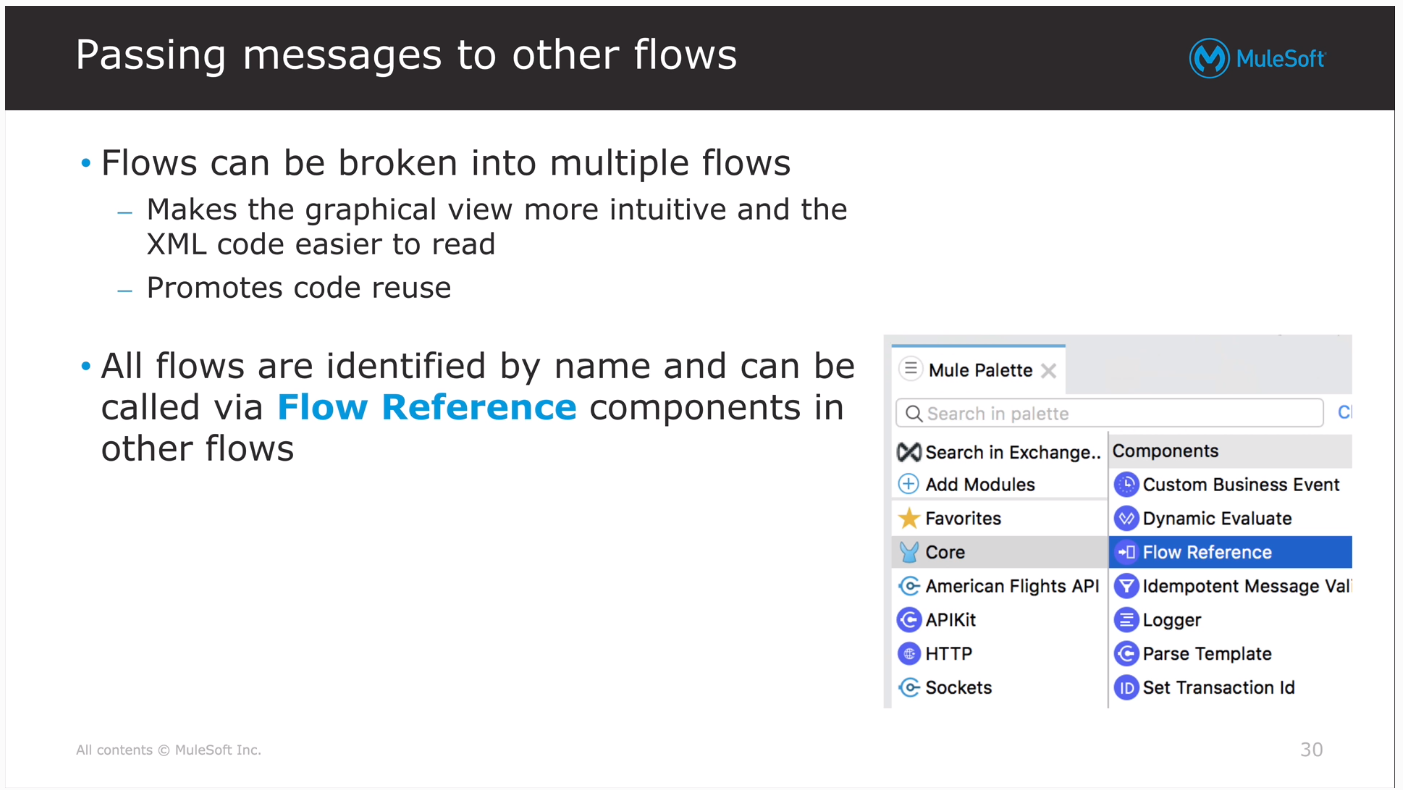 Passing messages to other flows
MuleSoft
• Flows can be broken into multiple flows
– Makes the graphical view more intuitive and the
XML code easier to read
– Promotes code reuse
• All flows are identified by name and can be
called via Flow Reference components in
other flows
Mule Palette
Search in palette
Search in Exchange..
Add Modules
Favorites
Core
American Flights API
APIKit
HTTP
Sockets
Components
Custom Business Event
Dynamic Evaluate
Flow Reference
Idempotent Message Val
Logger
Parse Template
ID Set Transaction Id
All contents © MuleSoft Inc.
30